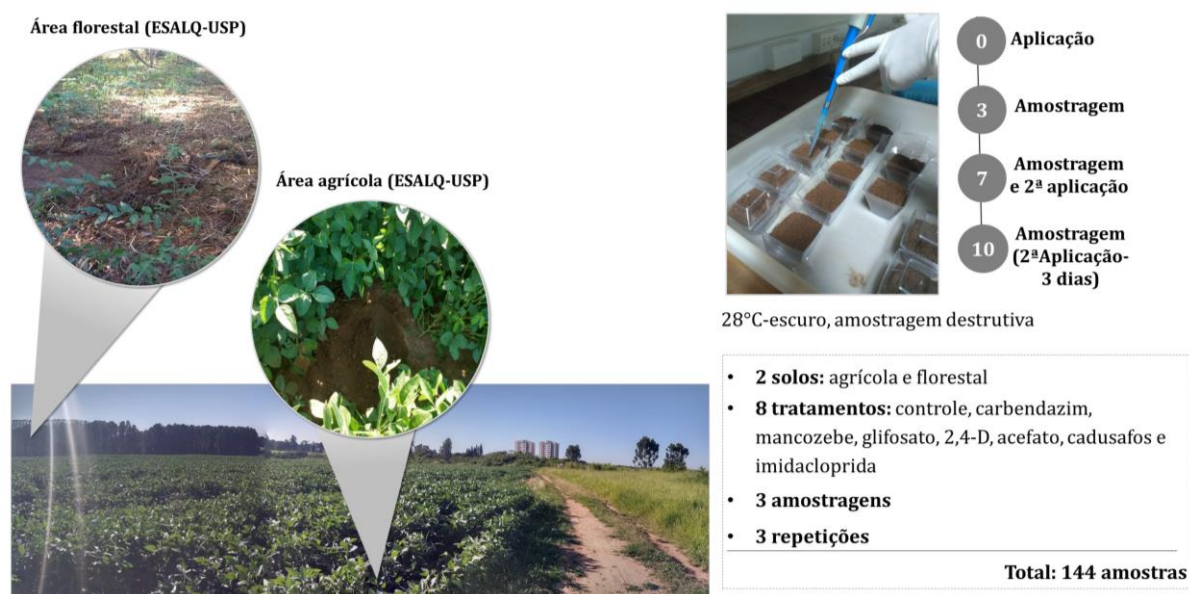 Área florestal (ESALQ-USP)
Área agrícola (ESALQ-USP)
0 Aplicação
3 Amostragem
7 Amostragem
e 2ª aplicação
10 Amostragem
(2ªAplicação-
3 dias)
28°C-escuro, amostragem destrutiva
• 2 solos: agrícola e florestal
• 8 tratamentos: controle, carbendazim,
mancozebe, glifosato, 2,4-D, acefato, cadusafos e
imidacloprida
• 3 amostragens
• 3 repetições
Total: 144 amostras